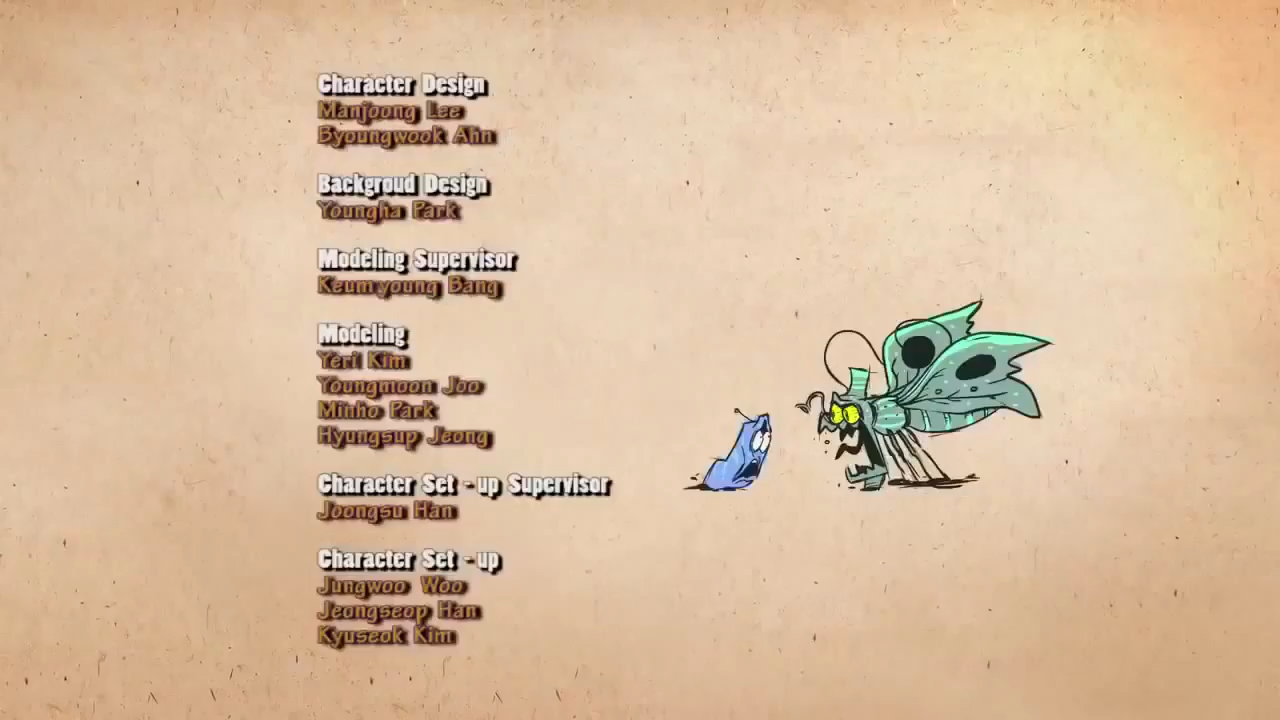 Character Design
Manjoong Lee
Byoungwook Ahn
Backgroud Design
Youngha Park
Modeling Supervisor
Keumyoung Bang
Modeling
Yeri Kim
Youngmoon Joo
Minho Park
Hyungsup Jeong
Character Set - up Supervisor
Joongsu Han
Character Set - up
Jungwoo Woo
Jeongseop Han
Kyuseok Kim